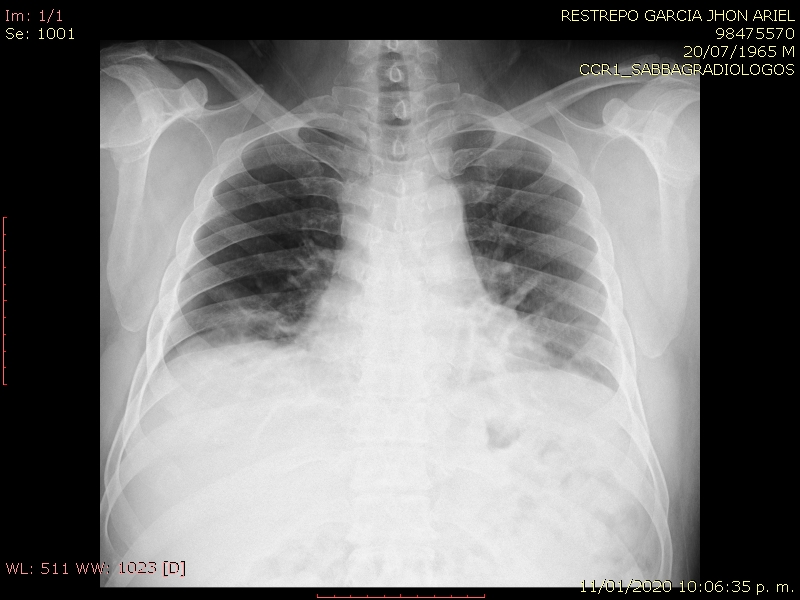 Im: 1/1
Se: 1001
RESTREPO GARCIA JHON ARIEL
98475570
20/07/1965 M
CCR1_SABBAGRADIOLOGOS
WL: 511 WW: 1023 [D]
11/01/2020 10:06:35 p. m.